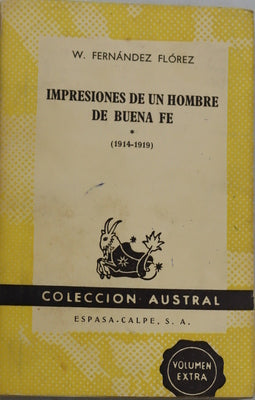 W. FERNÁNDEZ FLÓREZ
IMPRESIONES DE UN HOMBRE
DE BUENA FE
*
(1914-1919)
COLECCION AUSTRAL
ESPASA-CALPE, S. A.
VOLUMEN
EXTRA